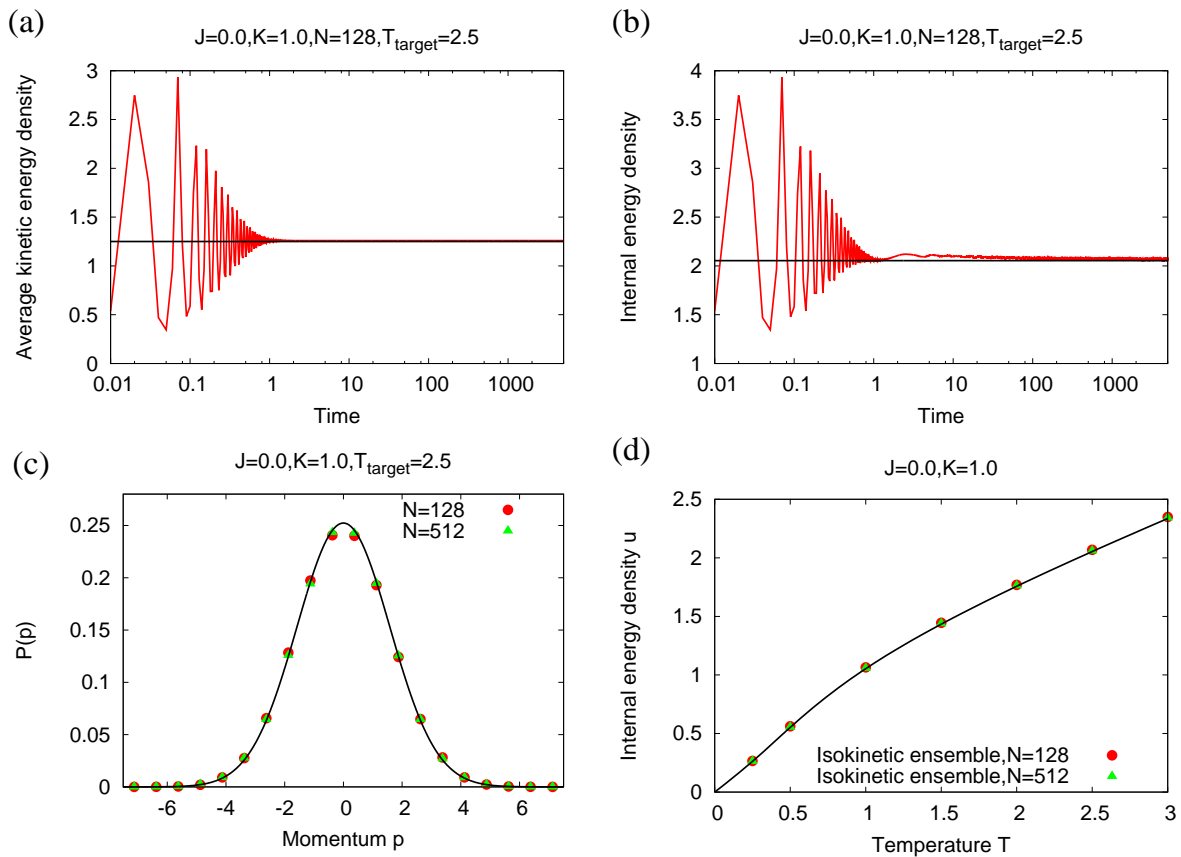 (a)
J=0.0,K=1.0,N=128,T_target=2.5
Average kinetic energy density
3
2.5
2
1.5
1
0.5
0
0.01 0.1 1 10 100 1000
Time
(b)
J=0.0,K=1.0,N=128,T_target=2.5
Internal energy density
4
3.5
3
2.5
2
1.5
1
0.01 0.1 1 10 100 1000
Time
(c)
J=0.0,K=1.0,T_target=2.5
N=128
N=512
P(p)
0.25
0.2
0.15
0.1
0.05
0
-6 -4 -2 0 2 4 6
Momentum p
(d)
J=0.0,K=1.0
Internal energy density u
2.5
2
1.5
1
0.5
0
Isokinetic ensemble,N=128
Isokinetic ensemble,N=512
0 0.5 1 1.5 2 2.5 3
Temperature T